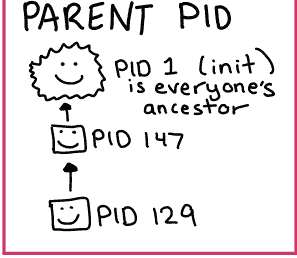 PARENT PID
PID 1 (init)
is everyone's
ancestor
PID 147
PID 129